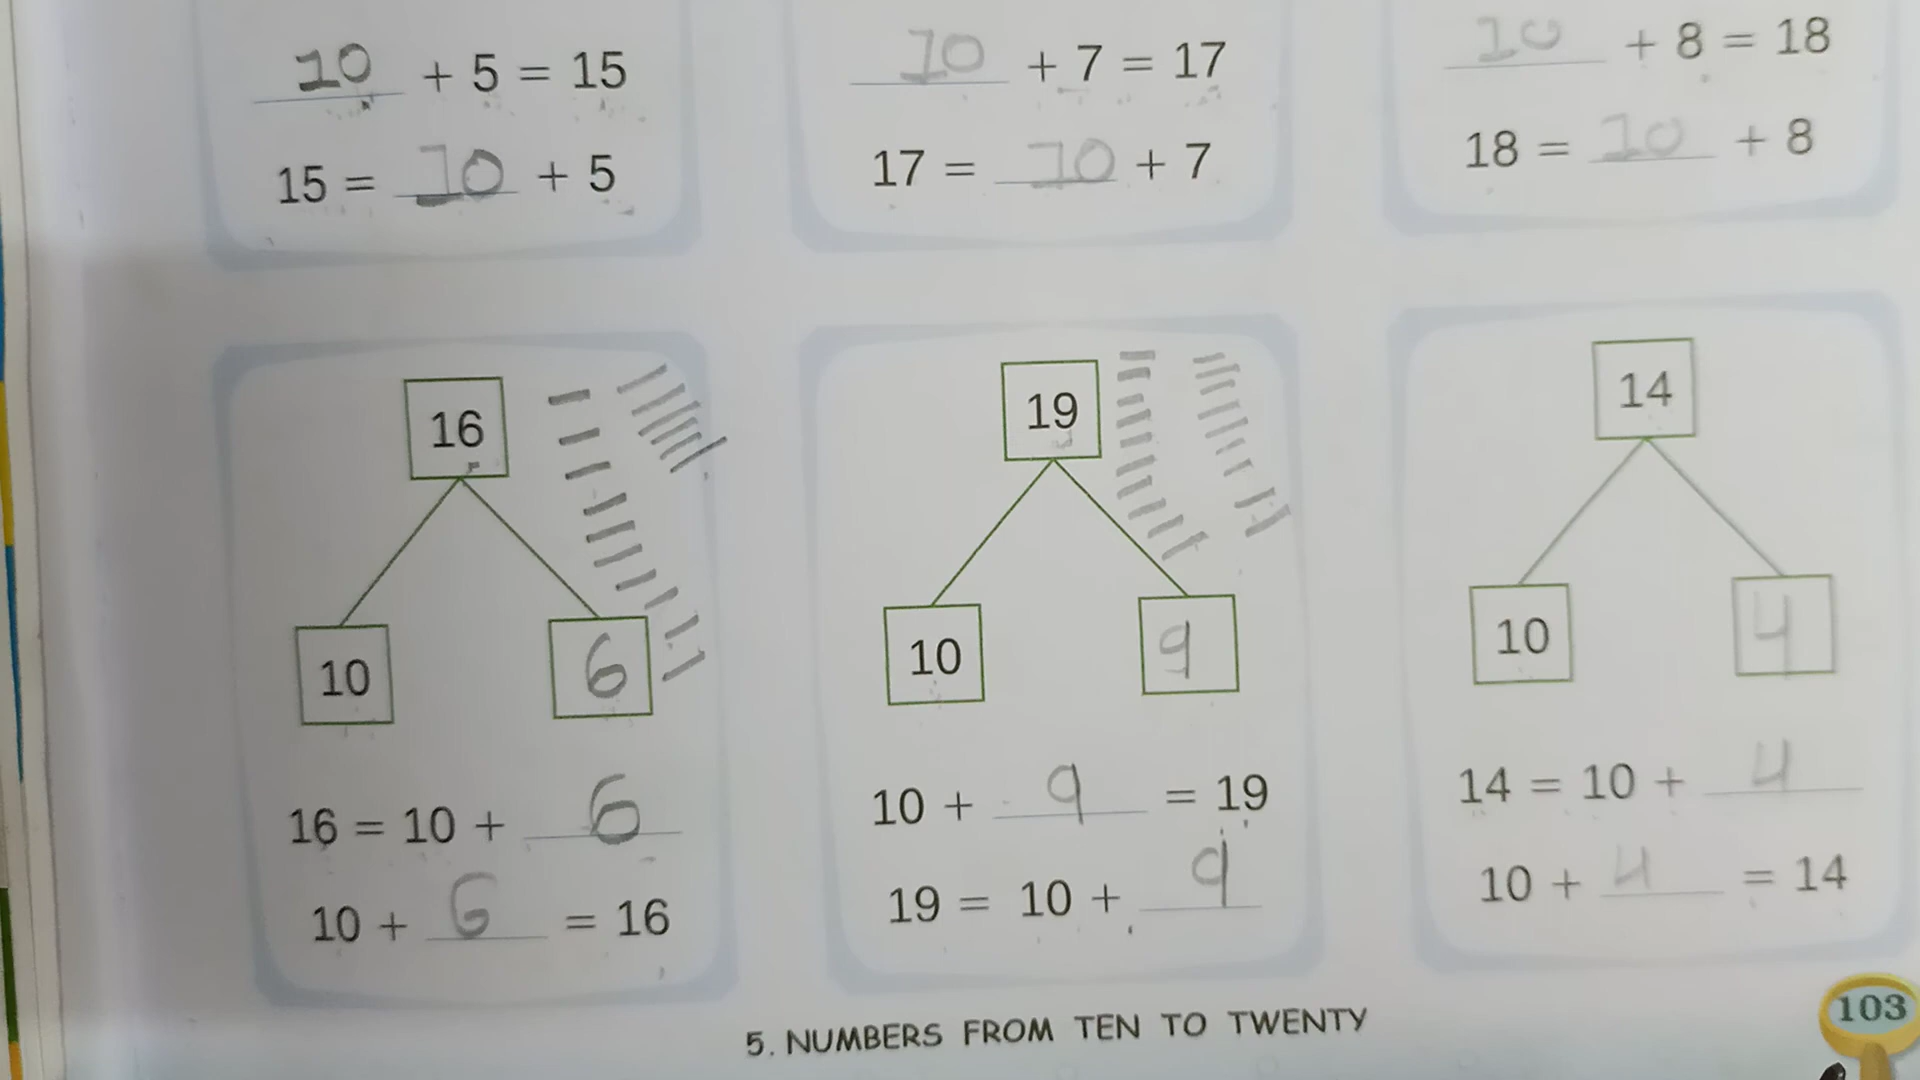 10 + 5 = 15
15 = 10 + 5
10 + 7 = 17
17 = 10 + 7
10 + 8 = 18
18 = 10 + 8
16
10 6
16 = 10 + 6
10 + 6 = 16
19
10 9
10 + 9 = 19
19 = 10 + 9
14
10 4
14 = 10 + 4
10 + 4 = 14
5. NUMBERS FROM TEN TO TWENTY
103